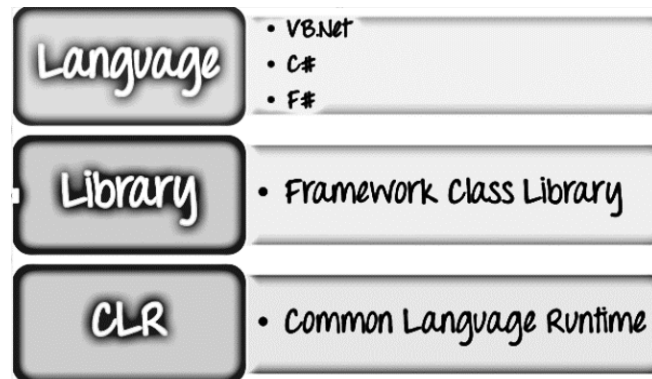 Language
• VB.Net
• C#
• F#
Library
• Framework Class Library
CLR
• Common Language Runtime